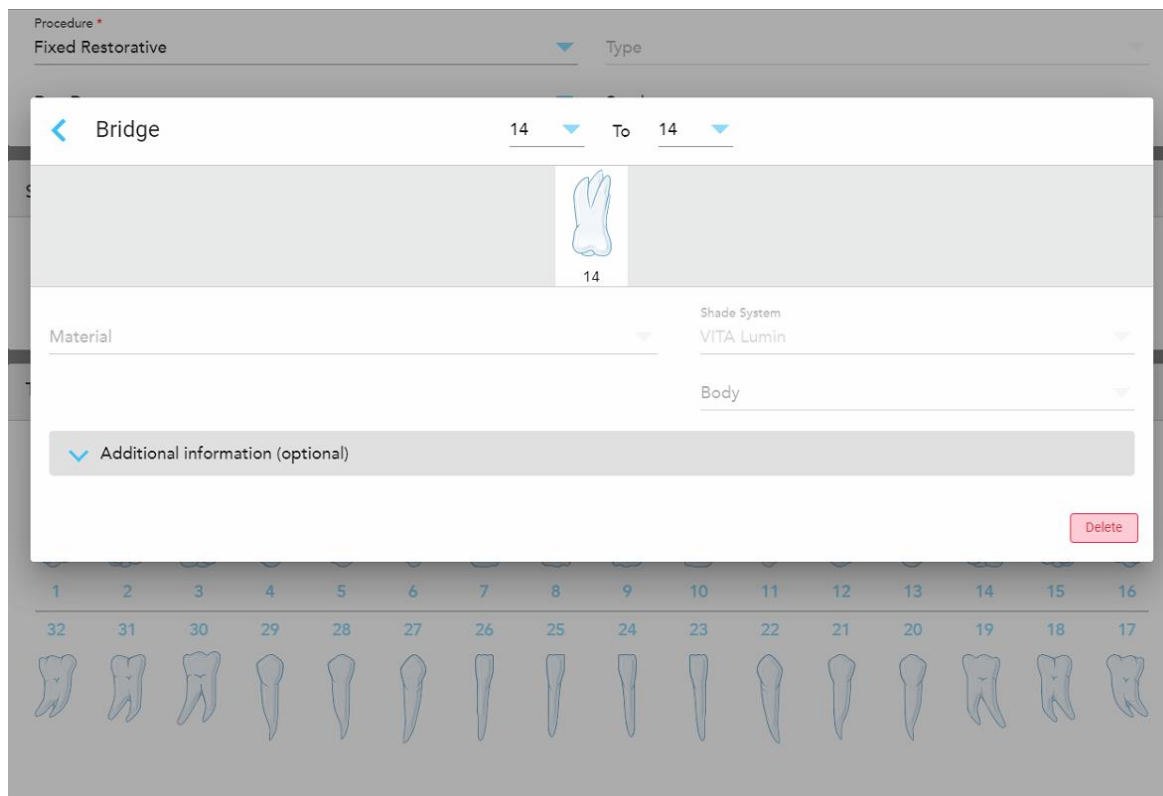 Procedure *
Fixed Restorative
Type
Bridge
14 To 14
14
Material
Shade System
VITA Lumin
Body
Additional information (optional)
Delete
1 2 3 4 5 6 7 8 9 10 11 12 13 14 15 16
32 31 30 29 28 27 26 25 24 23 22 21 20 19 18 17